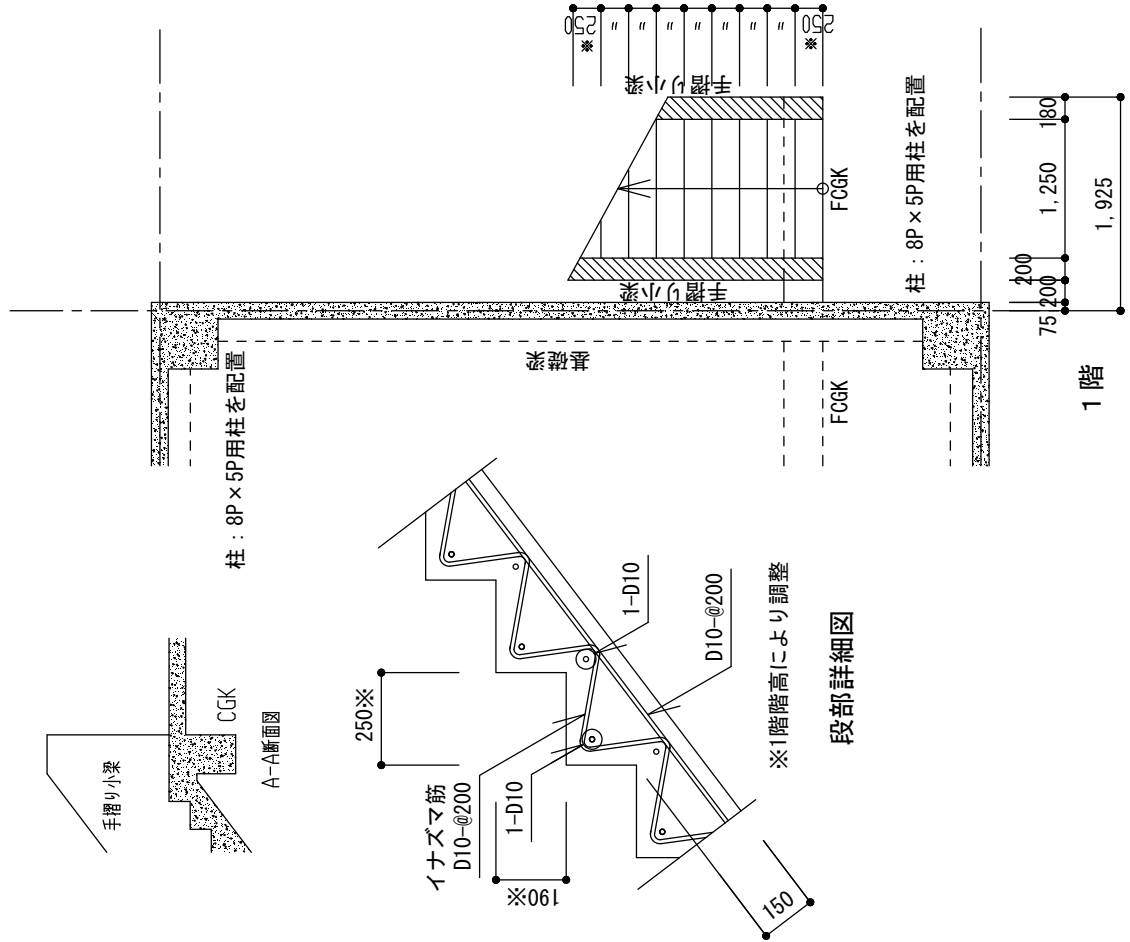 ※
250
〃
〃
〃
〃
〃
〃
〃
250
※
手摺り小梁
手摺り小梁
FCGK
柱：8P×5P用柱を配置
180
1,250
200
200
75
1,925
1階
柱：8P×5P用柱を配置
基礎梁
FCGK
手摺り小梁
CGK
A-A断面図
250※
イナズマ筋
D10-@200
1-D10
190※
1-D10
D10-@200
150
※1階階高により調整
段部詳細図